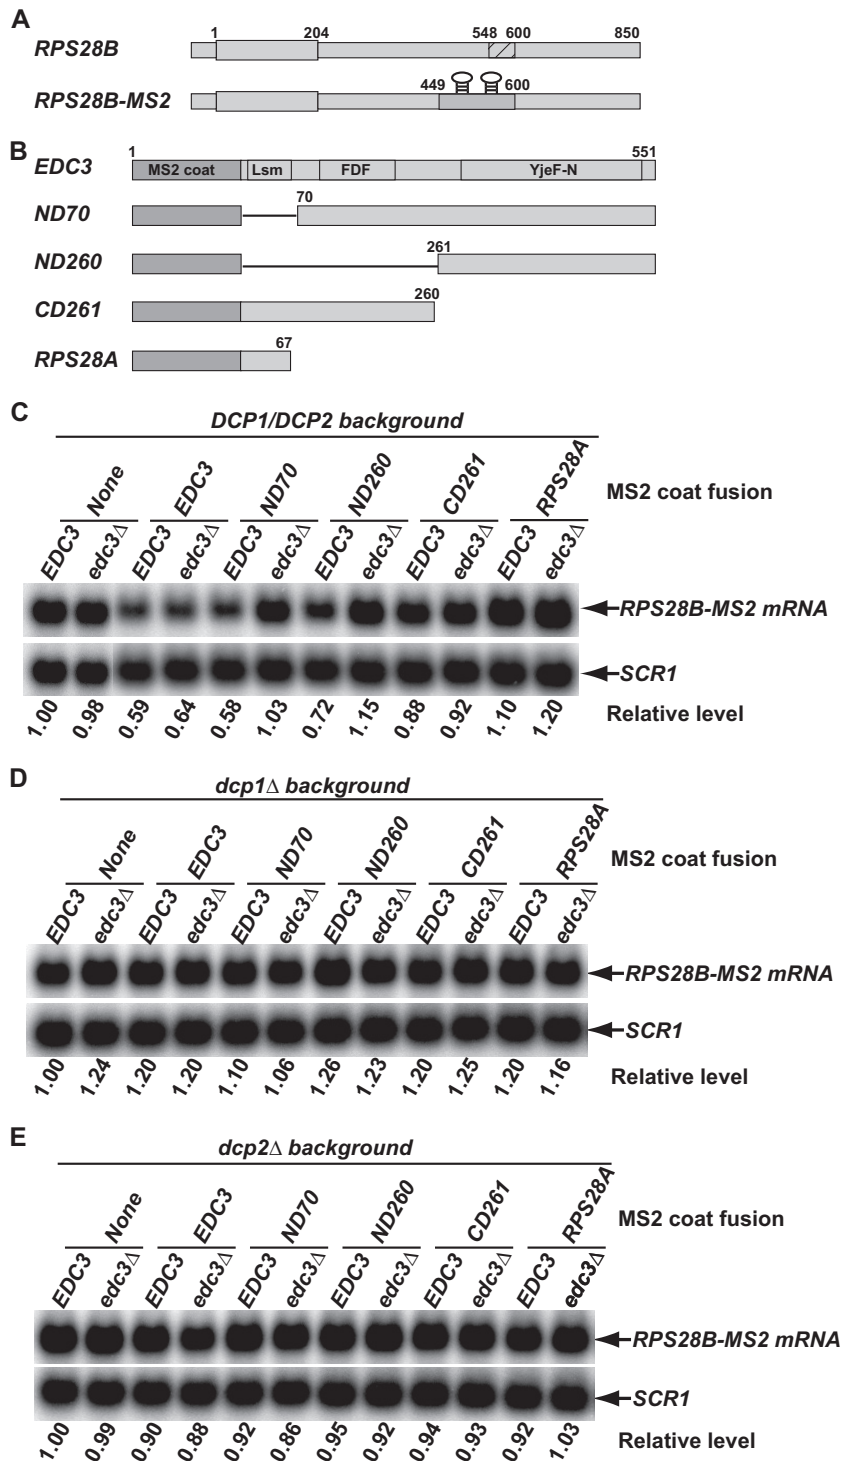 A
RPS28B
1 204 548 600 850
RPS28B-MS2
449 600
B
EDC3
1 551
MS2 coat Lsm FDF YjeF-N
ND70
70
ND260
261
CD261
260
RPS28A
67
C
DCP1/DCP2 background
None EDC3 ND70 ND260 CD261 RPS28A
MS2 coat fusion
EDC3 edc3Δ EDC3 edc3Δ EDC3 edc3Δ EDC3 edc3Δ EDC3 edc3Δ EDC3 edc3Δ
RPS28B-MS2 mRNA
SCR1
1.00 0.98 0.59 0.64 0.58 1.03 0.72 1.15 0.88 0.92 1.10 1.20
Relative level
D
dcp1Δ background
None EDC3 ND70 ND260 CD261 RPS28A
MS2 coat fusion
EDC3 edc3Δ EDC3 edc3Δ EDC3 edc3Δ EDC3 edc3Δ EDC3 edc3Δ EDC3 edc3Δ
RPS28B-MS2 mRNA
SCR1
1.00 1.24 1.20 1.20 1.10 1.06 1.26 1.23 1.20 1.25 1.20 1.16
Relative level
E
dcp2Δ background
None EDC3 ND70 ND260 CD261 RPS28A
MS2 coat fusion
EDC3 edc3Δ EDC3 edc3Δ EDC3 edc3Δ EDC3 edc3Δ EDC3 edc3Δ EDC3 edc3Δ
RPS28B-MS2 mRNA
SCR1
1.00 0.99 0.90 0.88 0.92 0.86 0.95 0.92 0.94 0.93 0.92 1.03
Relative level